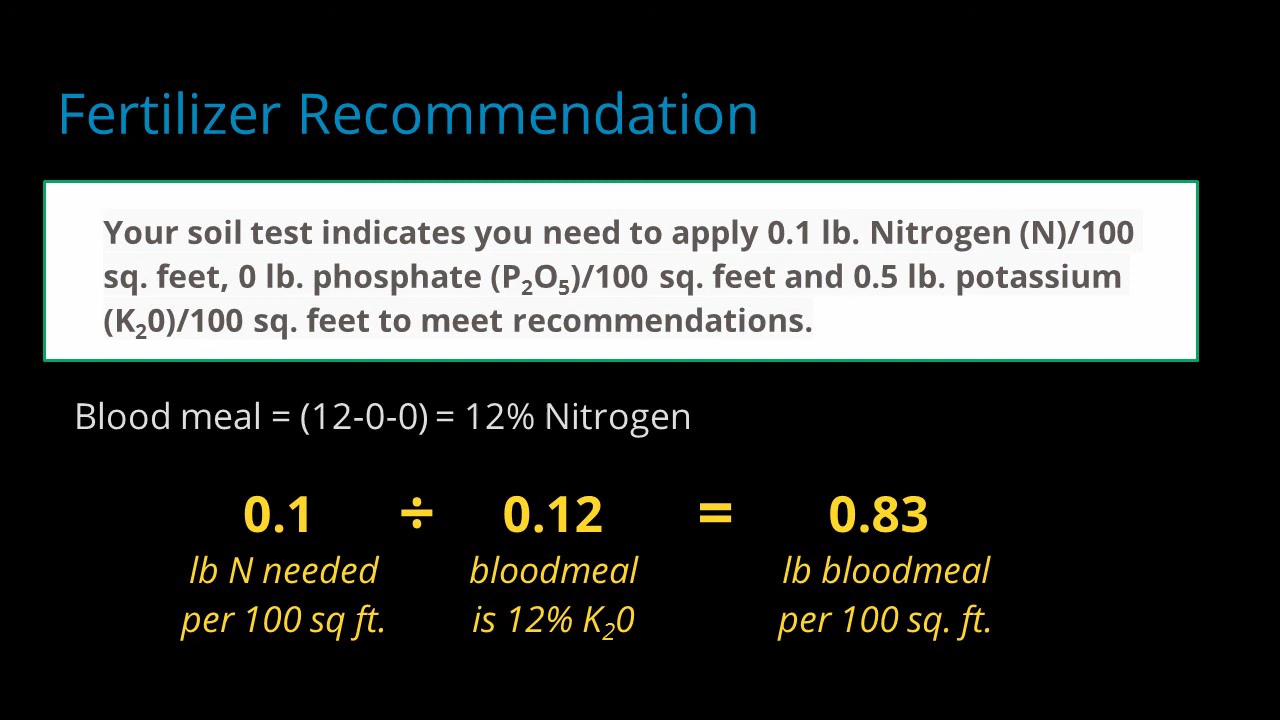 Fertilizer Recommendation
Your soil test indicates you need to apply 0.1 lb. Nitrogen (N)/100
sq. feet, 0 lb. phosphate (P₂O₅)/100 sq. feet and 0.5 lb. potassium
(K₂0)/100 sq. feet to meet recommendations.
Blood meal = (12-0-0) = 12% Nitrogen
0.1 ÷ 0.12 = 0.83
lb N needed bloodmeal lb bloodmeal
per 100 sq ft. is 12% K₂0 per 100 sq. ft.